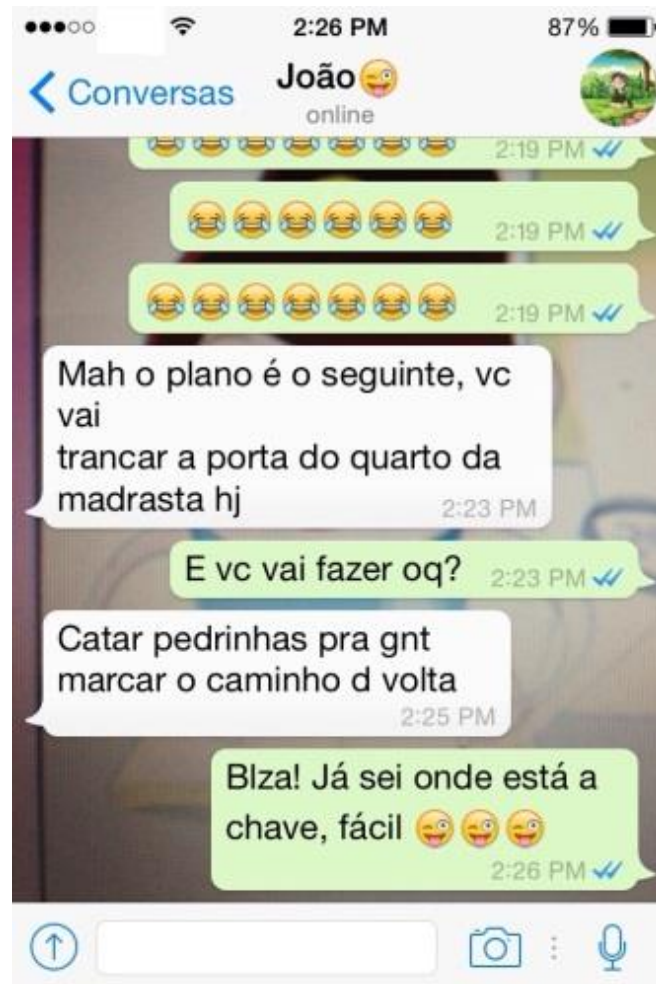 2:26 PM 87%
Conversas João😜
online
2:19 PM
😂😂😂😂😂😂 2:19 PM
😂😂😂😂😂😂😂 2:19 PM
Mah o plano é o seguinte, vc
vai
trancar a porta do quarto da
madrasta hj 2:23 PM
E vc vai fazer oq? 2:23 PM
Catar pedrinhas pra gnt
marcar o caminho d volta
2:25 PM
Blza! Já sei onde está a
chave, fácil 😜😜😜
2:26 PM